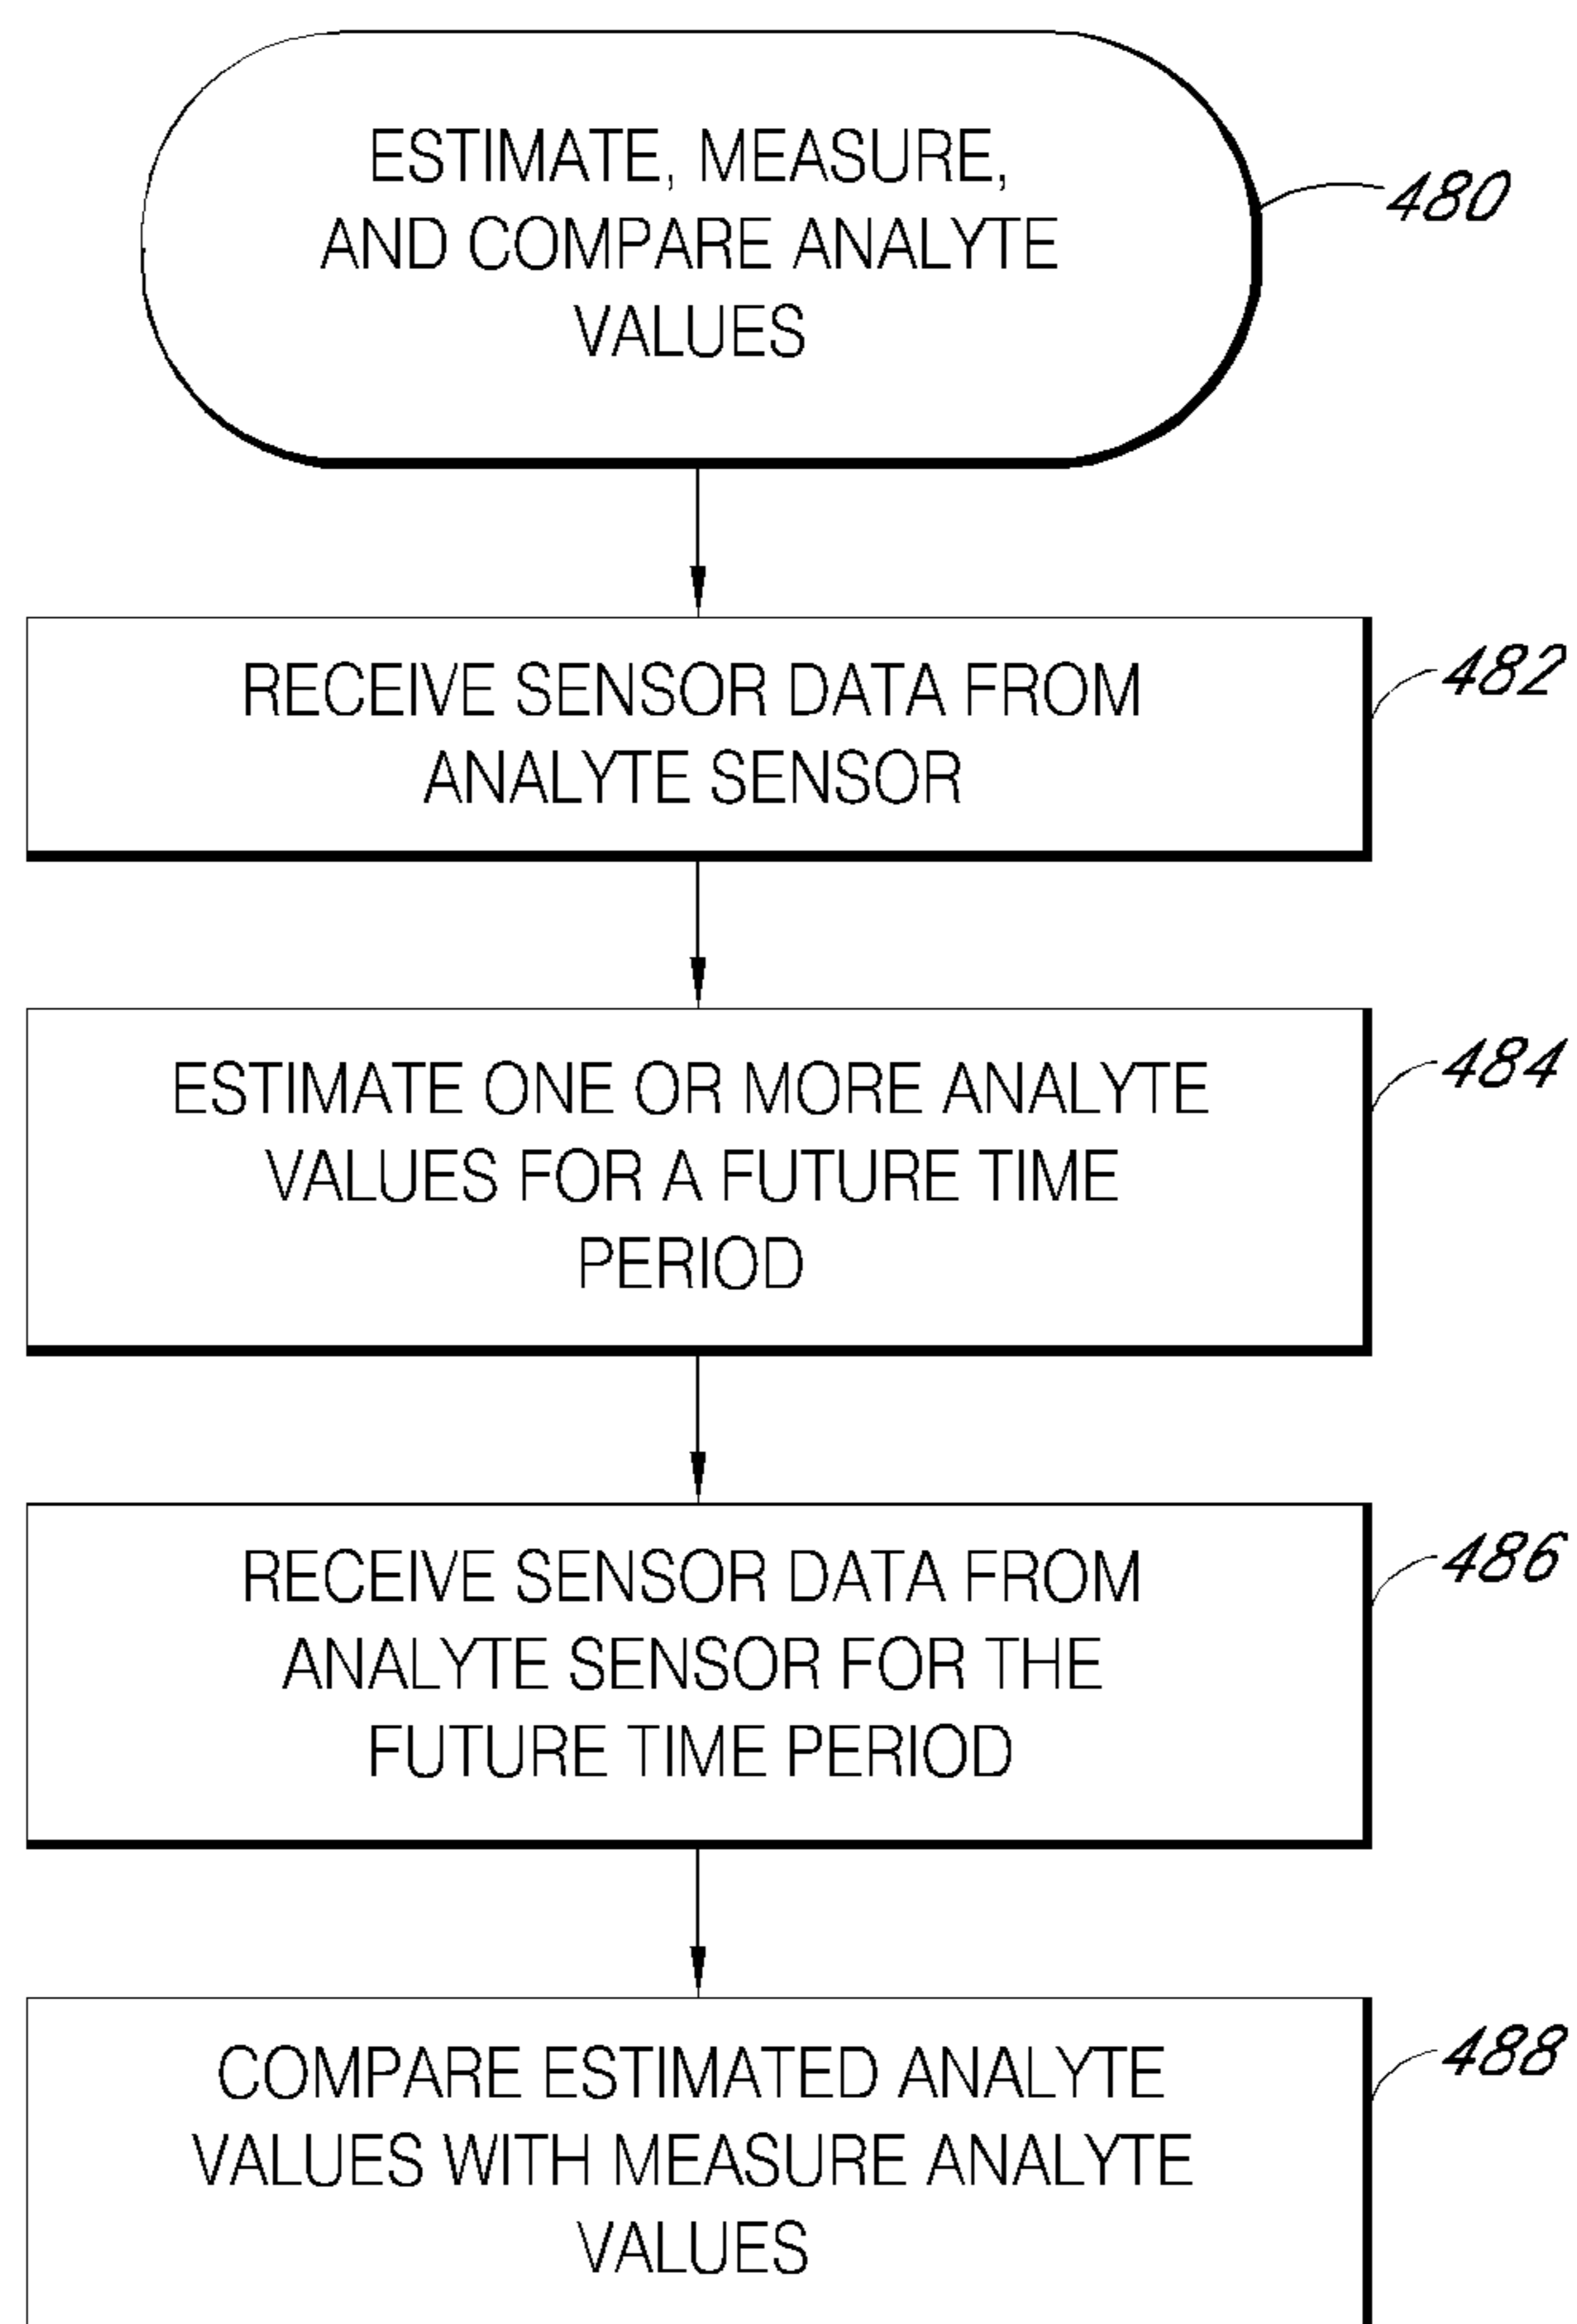 ESTIMATE, MEASURE,
AND COMPARE ANALYTE
VALUES
480
RECEIVE SENSOR DATA FROM
ANALYTE SENSOR
482
ESTIMATE ONE OR MORE ANALYTE
VALUES FOR A FUTURE TIME
PERIOD
484
RECEIVE SENSOR DATA FROM
ANALYTE SENSOR FOR THE
FUTURE TIME PERIOD
486
COMPARE ESTIMATED ANALYTE
VALUES WITH MEASURE ANALYTE
VALUES
488